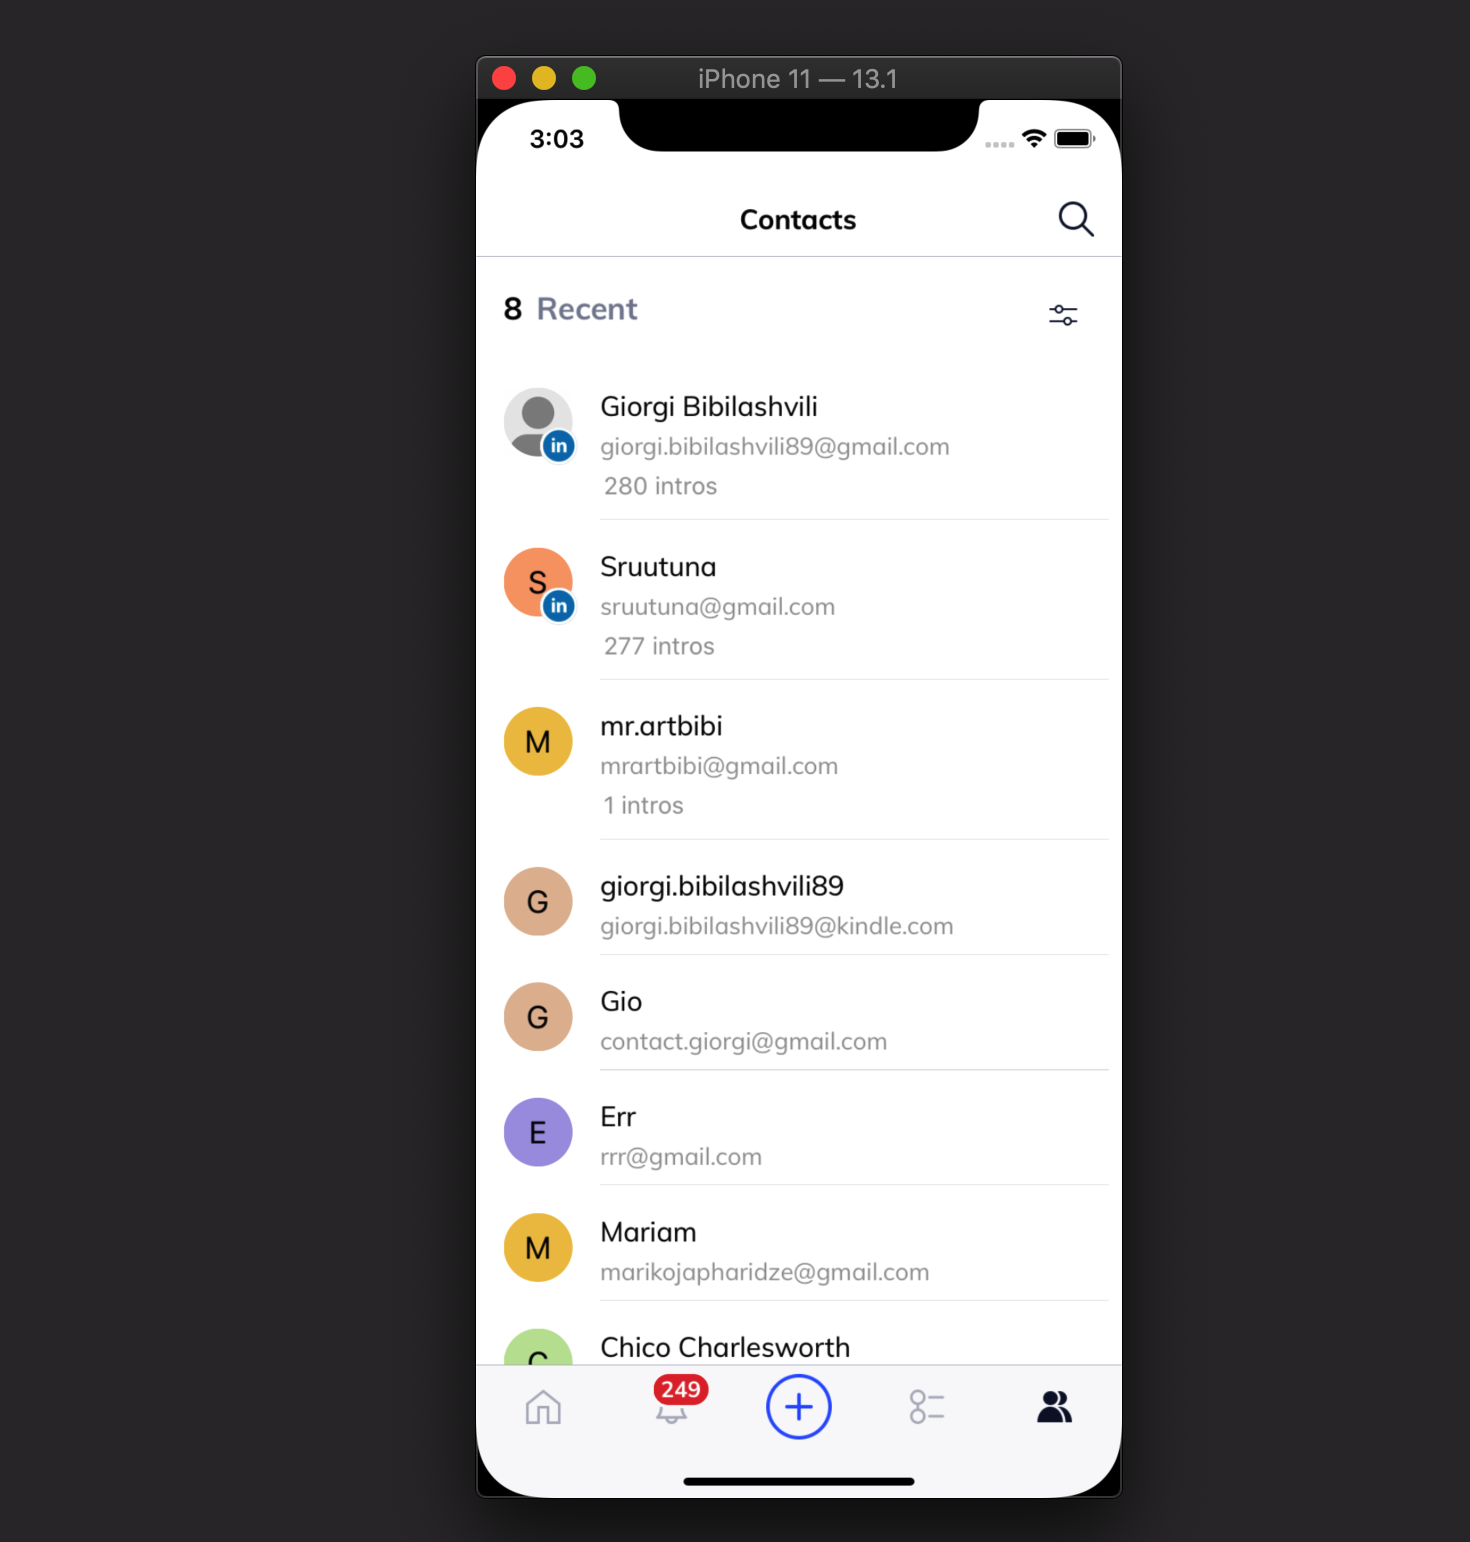 iPhone 11 — 13.1
3:03
Contacts
8 Recent
Giorgi Bibilashvili
giorgi.bibilashvili89@gmail.com
280 intros
in
S
Sruutuna
sruutuna@gmail.com
277 intros
in
M
mr.artbibi
mrartbibi@gmail.com
1 intros
G
giorgi.bibilashvili89
giorgi.bibilashvili89@kindle.com
G
Gio
contact.giorgi@gmail.com
E
Err
rrr@gmail.com
M
Mariam
marikojapharidze@gmail.com
C
Chico Charlesworth
249